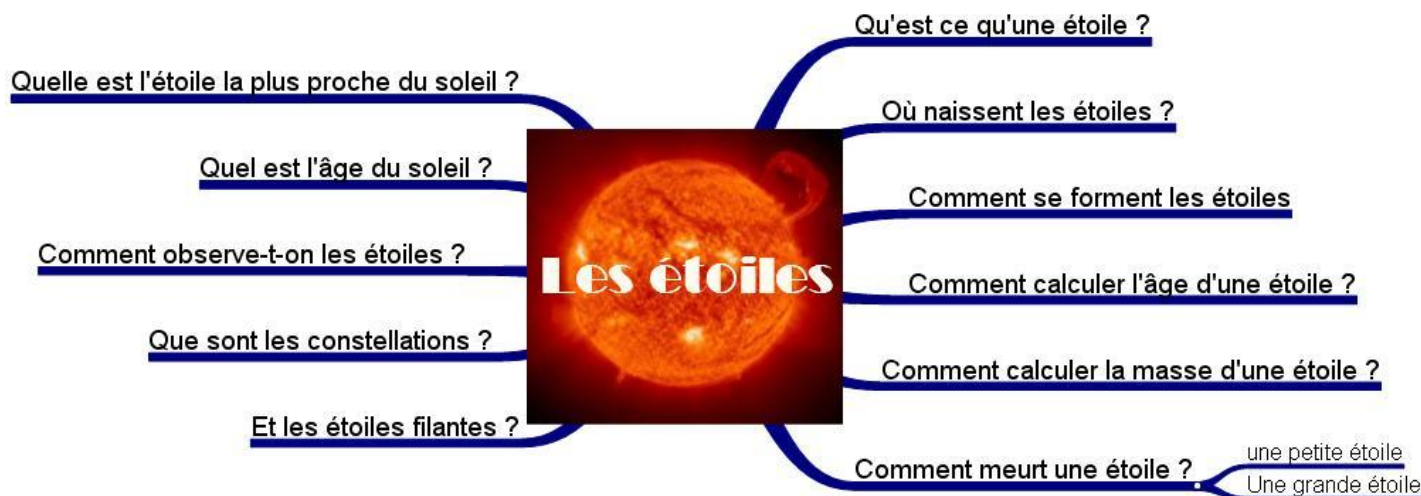 Les étoiles
Qu'est ce qu'une étoile ?
Où naissent les étoiles ?
Comment se forment les étoiles
Comment calculer l'âge d'une étoile ?
Comment calculer la masse d'une étoile ?
Comment meurt une étoile ?
une petite étoile
Une grande étoile
Quelle est l'étoile la plus proche du soleil ?
Quel est l'âge du soleil ?
Comment observe-t-on les étoiles ?
Que sont les constellations ?
Et les étoiles filantes ?